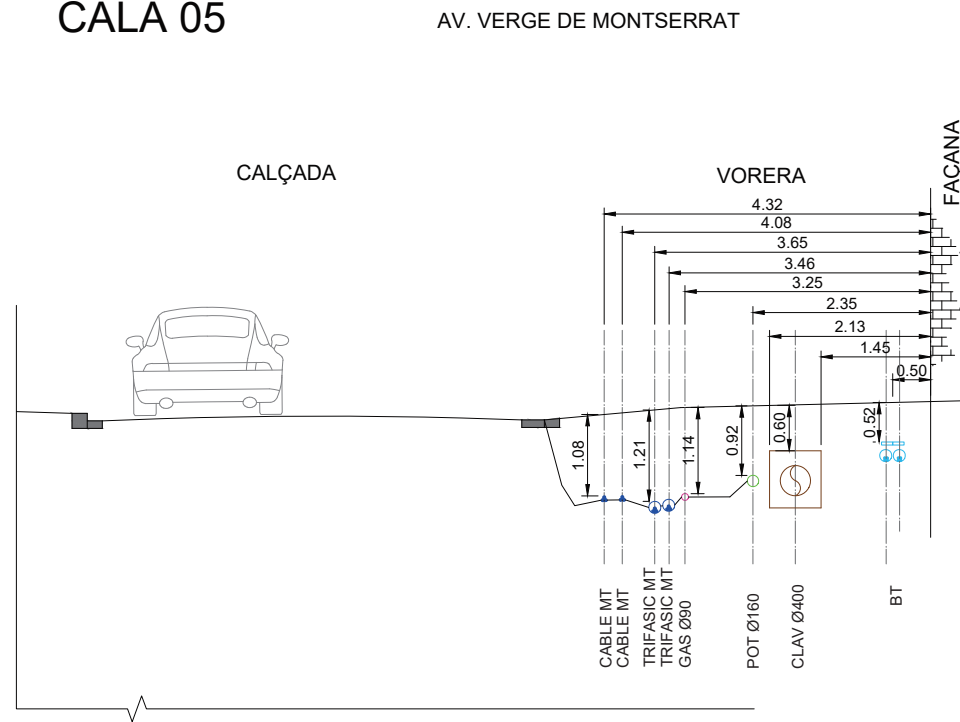 CALA 05
AV. VERGE DE MONTSERRAT
FAÇANA
CALÇADA
VORERA
4.32
4.08
3.65
3.46
3.25
2.35
2.13
1.45
0.50
1.08
1.21
1.14
0.92
0.60
0.52
CABLE MT
CABLE MT
TRIFASIC MT
TRIFASIC MT
GAS Ø90
POT Ø160
CLAV Ø400
BT